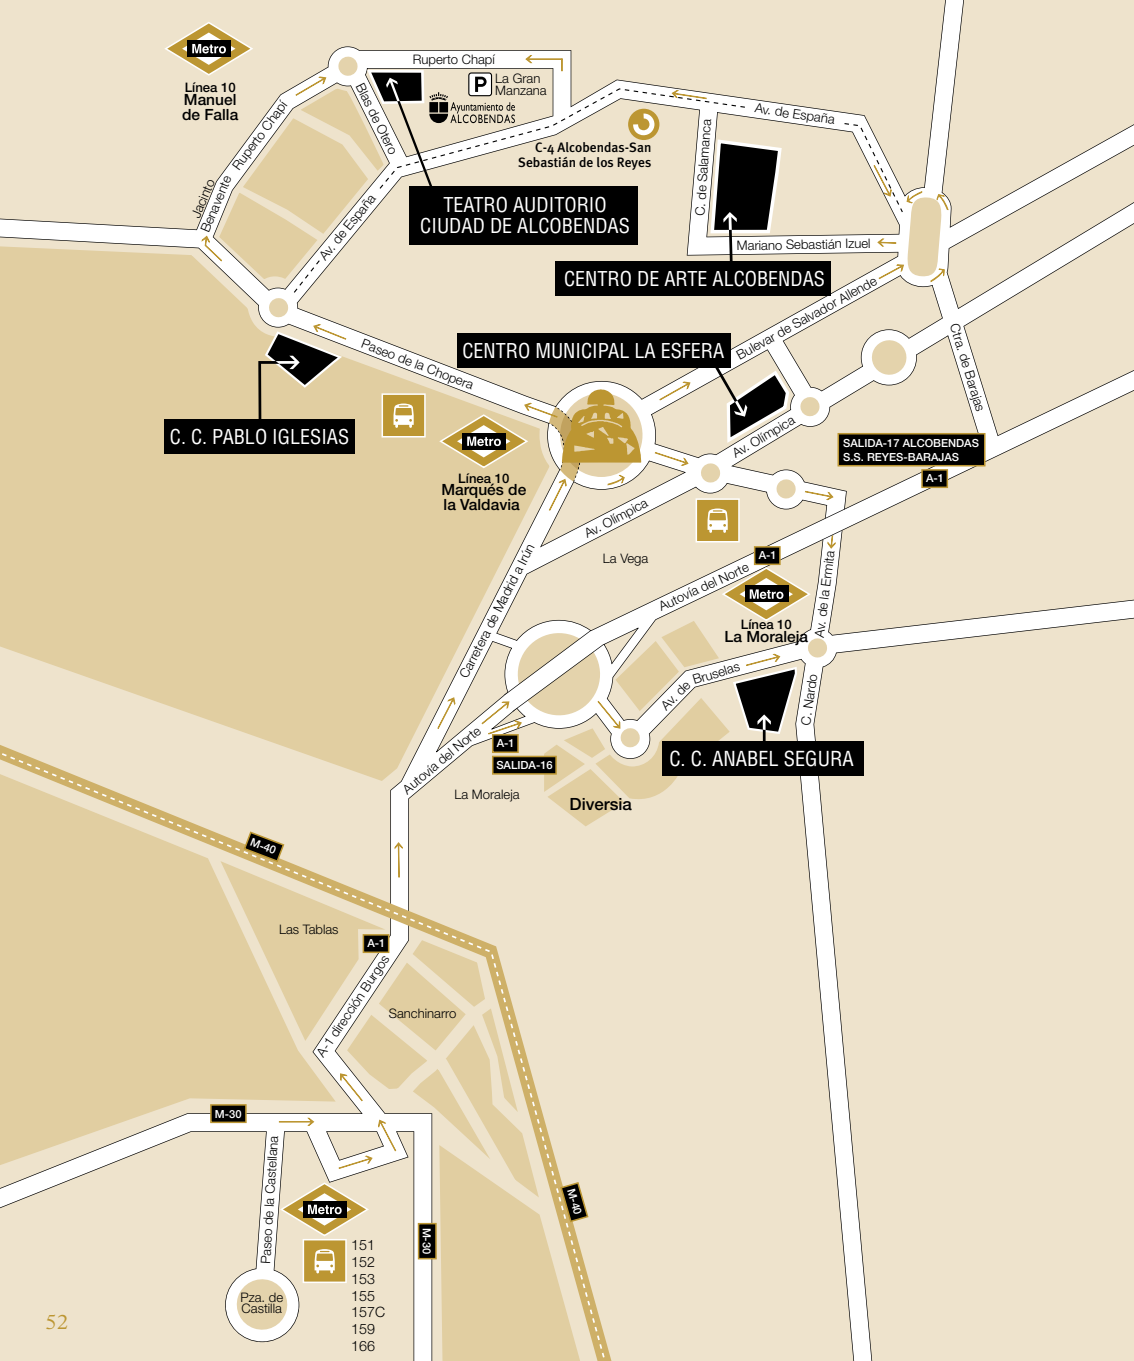 Metro
Línea 10
Manuel
de Falla
Ruperto Chapí
La Gran
Manzana
P
Ayuntamiento de
ALCOBENDAS
Blas de Otero
Ruperto Chapí
Jacinto
Benavente
Av. de España
C-4 Alcobendas-San
Sebastián de los Reyes
Av. de España
C. de Salamanca
TEATRO AUDITORIO
CIUDAD DE ALCOBENDAS
Mariano Sebastián Izuel
CENTRO DE ARTE ALCOBENDAS
Bulevar de Salvador Allende
Ctra. de Barajas
CENTRO MUNICIPAL LA ESFERA
Paseo de la Chopera
C. C. PABLO IGLESIAS
Metro
Línea 10
Marqués de
la Valdavia
Av. Olímpica
SALIDA-17 ALCOBENDAS
S.S. REYES-BARAJAS
A-1
Av. Olímpica
La Vega
A-1
Autovía del Norte
Metro
Línea 10
La Moraleja
Av. de la Ermita
Carretera de Madrid a Irún
Av. de Bruselas
C. Nardo
Autovía del Norte
A-1
SALIDA-16
C. C. ANABEL SEGURA
La Moraleja
Diversia
M-40
Las Tablas
A-1
A-1 dirección Burgos
Sanchinarro
M-30
Paseo de la Castellana
M-40
Metro
M-30
151
152
153
155
157C
159
166
Pza. de
Castilla
52